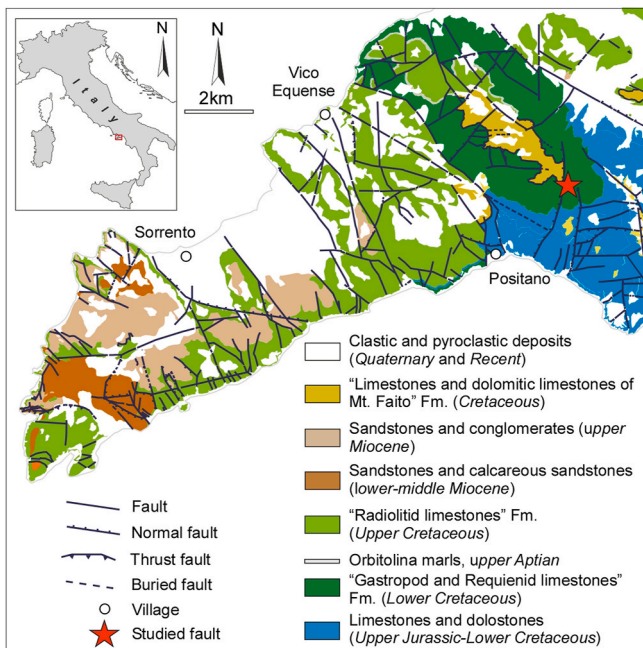 N
N
Italy
2km
Vico
Equense
Sorrento
Positano
Clastic and pyroclastic deposits
(Quaternary and Recent)
“Limestones and dolomitic limestones of
Mt. Faito” Fm. (Cretaceous)
Sandstones and conglomerates (upper
Miocene)
Sandstones and calcareous sandstones
(lower-middle Miocene)
“Radiolitid limestones” Fm.
(Upper Cretaceous)
Orbitolina marls, upper Aptian
“Gastropod and Requienid limestones”
Fm. (Lower Cretaceous)
Limestones and dolostones
(Upper Jurassic-Lower Cretaceous)
Fault
Normal fault
Thrust fault
Buried fault
Village
Studied fault